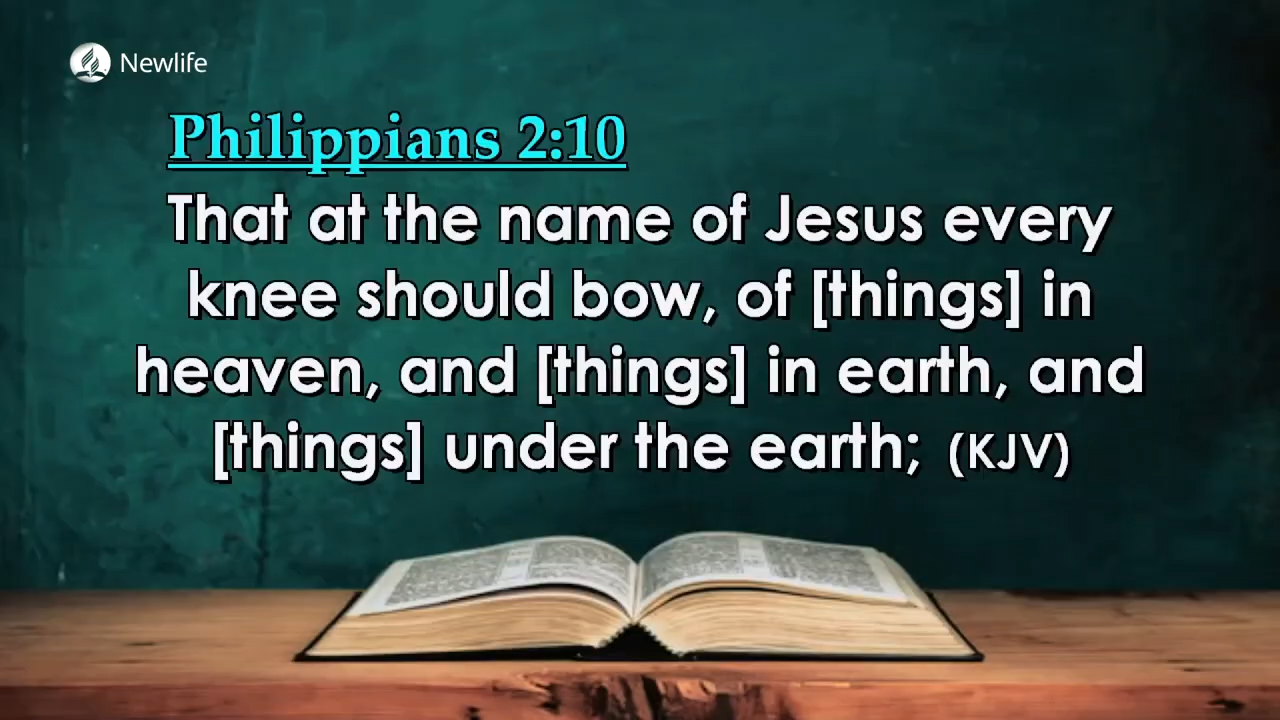 Newlife
Philippians 2:10
That at the name of Jesus every
knee should bow, of [things] in
heaven, and [things] in earth, and
[things] under the earth; (KJV)